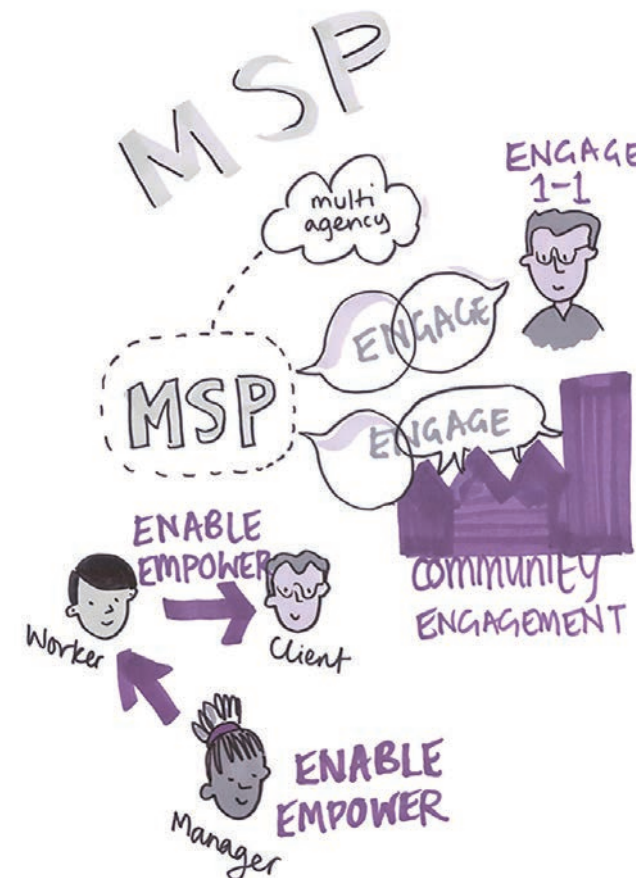 MSP
multi
agency
ENGAGE
1-1
ENGAGE
MSP
ENGAGE
community
ENGAGEMENT
ENABLE
EMPOWER
Worker
Client
ENABLE
EMPOWER
Manager